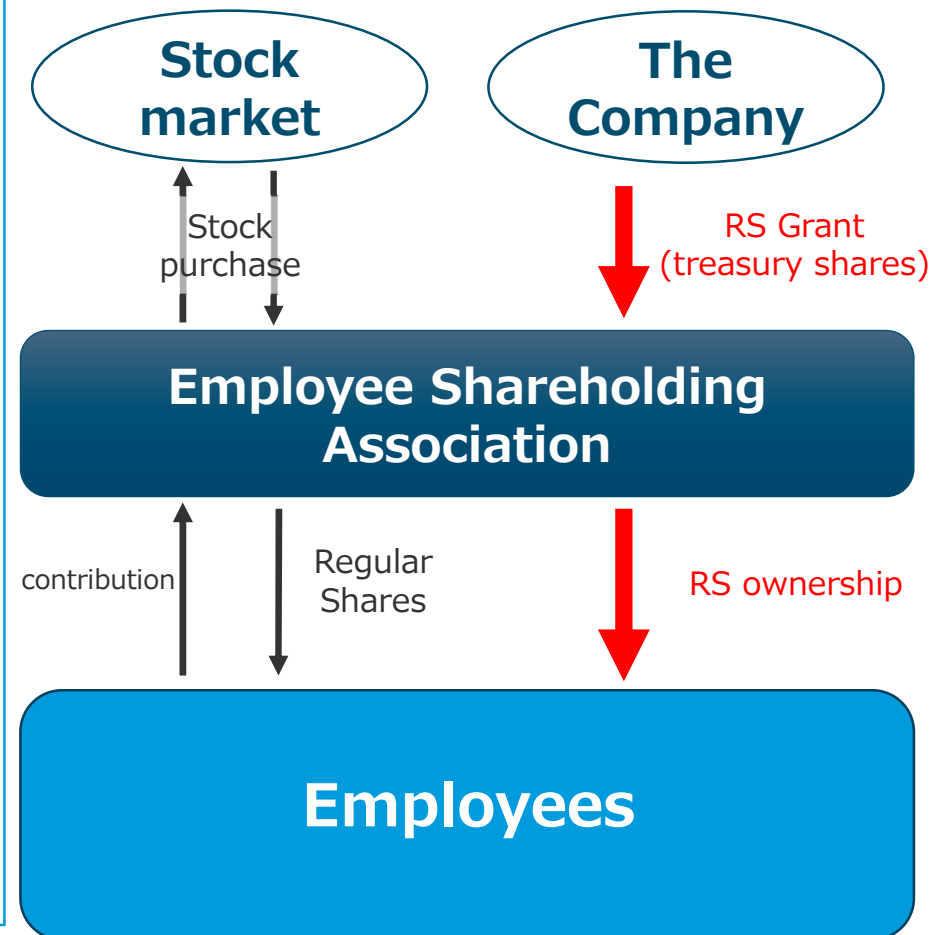 Stock
market
The
Company
Stock
purchase
RS Grant
(treasury shares)
Employee Shareholding
Association
contribution
Regular
Shares
RS ownership
Employees